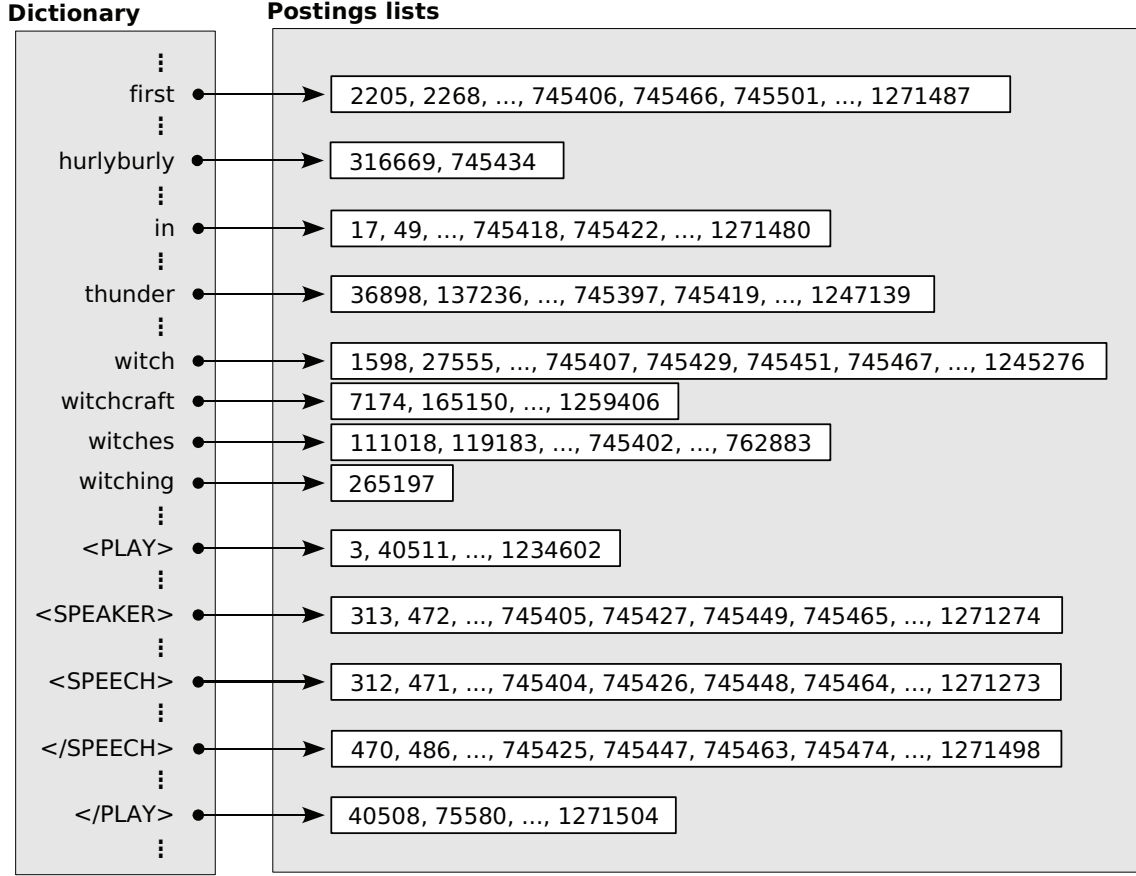 Dictionary Postings lists
first 2205, 2268, ..., 745406, 745466, 745501, ..., 1271487
hurlyburly 316669, 745434
in 17, 49, ..., 745418, 745422, ..., 1271480
thunder 36898, 137236, ..., 745397, 745419, ..., 1247139
witch 1598, 27555, ..., 745407, 745429, 745451, 745467, ..., 1245276
witchcraft 7174, 165150, ..., 1259406
witches 111018, 119183, ..., 745402, ..., 762883
witching 265197
<PLAY> 3, 40511, ..., 1234602
<SPEAKER> 313, 472, ..., 745405, 745427, 745449, 745465, ..., 1271274
<SPEECH> 312, 471, ..., 745404, 745426, 745448, 745464, ..., 1271273
</SPEECH> 470, 486, ..., 745425, 745447, 745463, 745474, ..., 1271498
</PLAY> 40508, 75580, ..., 1271504